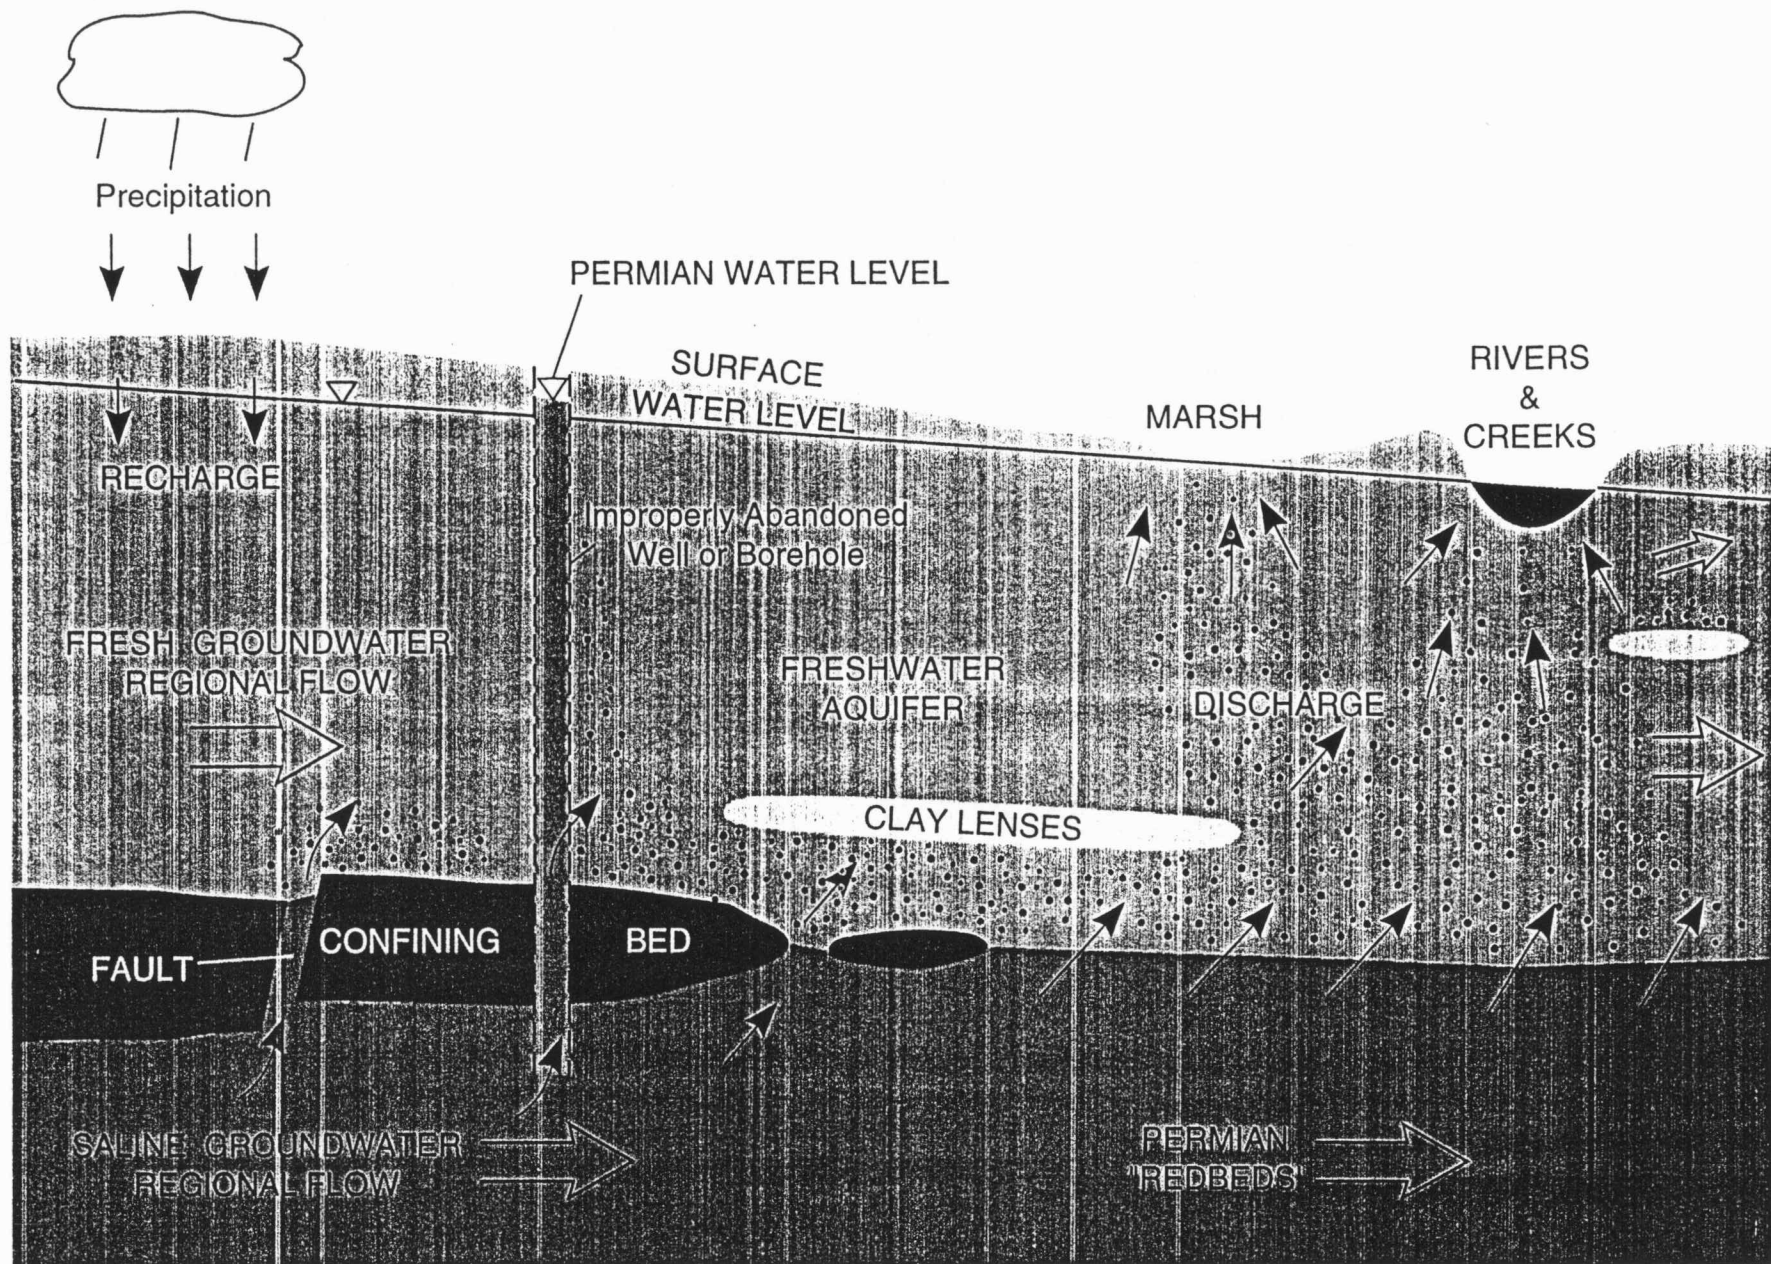 Precipitation
PERMIAN WATER LEVEL
SURFACE
WATER LEVEL
RIVERS
&
CREEKS
MARSH
RECHARGE
Improperly Abandoned
Well or Borehole
FRESH GROUNDWATER
REGIONAL FLOW
FRESHWATER
AQUIFER
DISCHARGE
CLAY LENSES
CONFINING
BED
FAULT
SALINE GROUNDWATER
REGIONAL FLOW
PERMIAN
"REDBEDS"